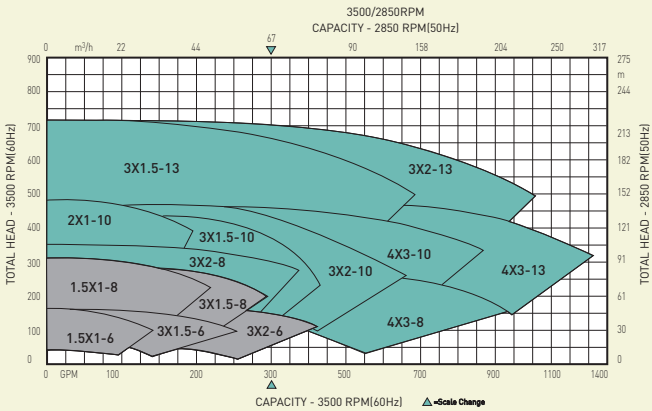 3500/2850RPM
CAPACITY - 2850 RPM(50Hz)
0 m³/h 22 44 67 90 158 204 250 317
TOTAL HEAD - 3500 RPM(60Hz)
900 275
m
800 244
700 213
600 182
500 152
400 121
300 91
200 61
100 30
0 0
TOTAL HEAD - 2850 RPM(50Hz)
3X1.5-13
3X2-13
2X1-10
3X1.5-10
4X3-10
3X2-8
3X2-10
4X3-13
1.5X1-8
3X1.5-8
4X3-8
1.5X1-6
3X1.5-6
3X2-6
0 GPM 100 200 300 500 700 900 1100 1400
CAPACITY - 3500 RPM(60Hz)
=Scale Change